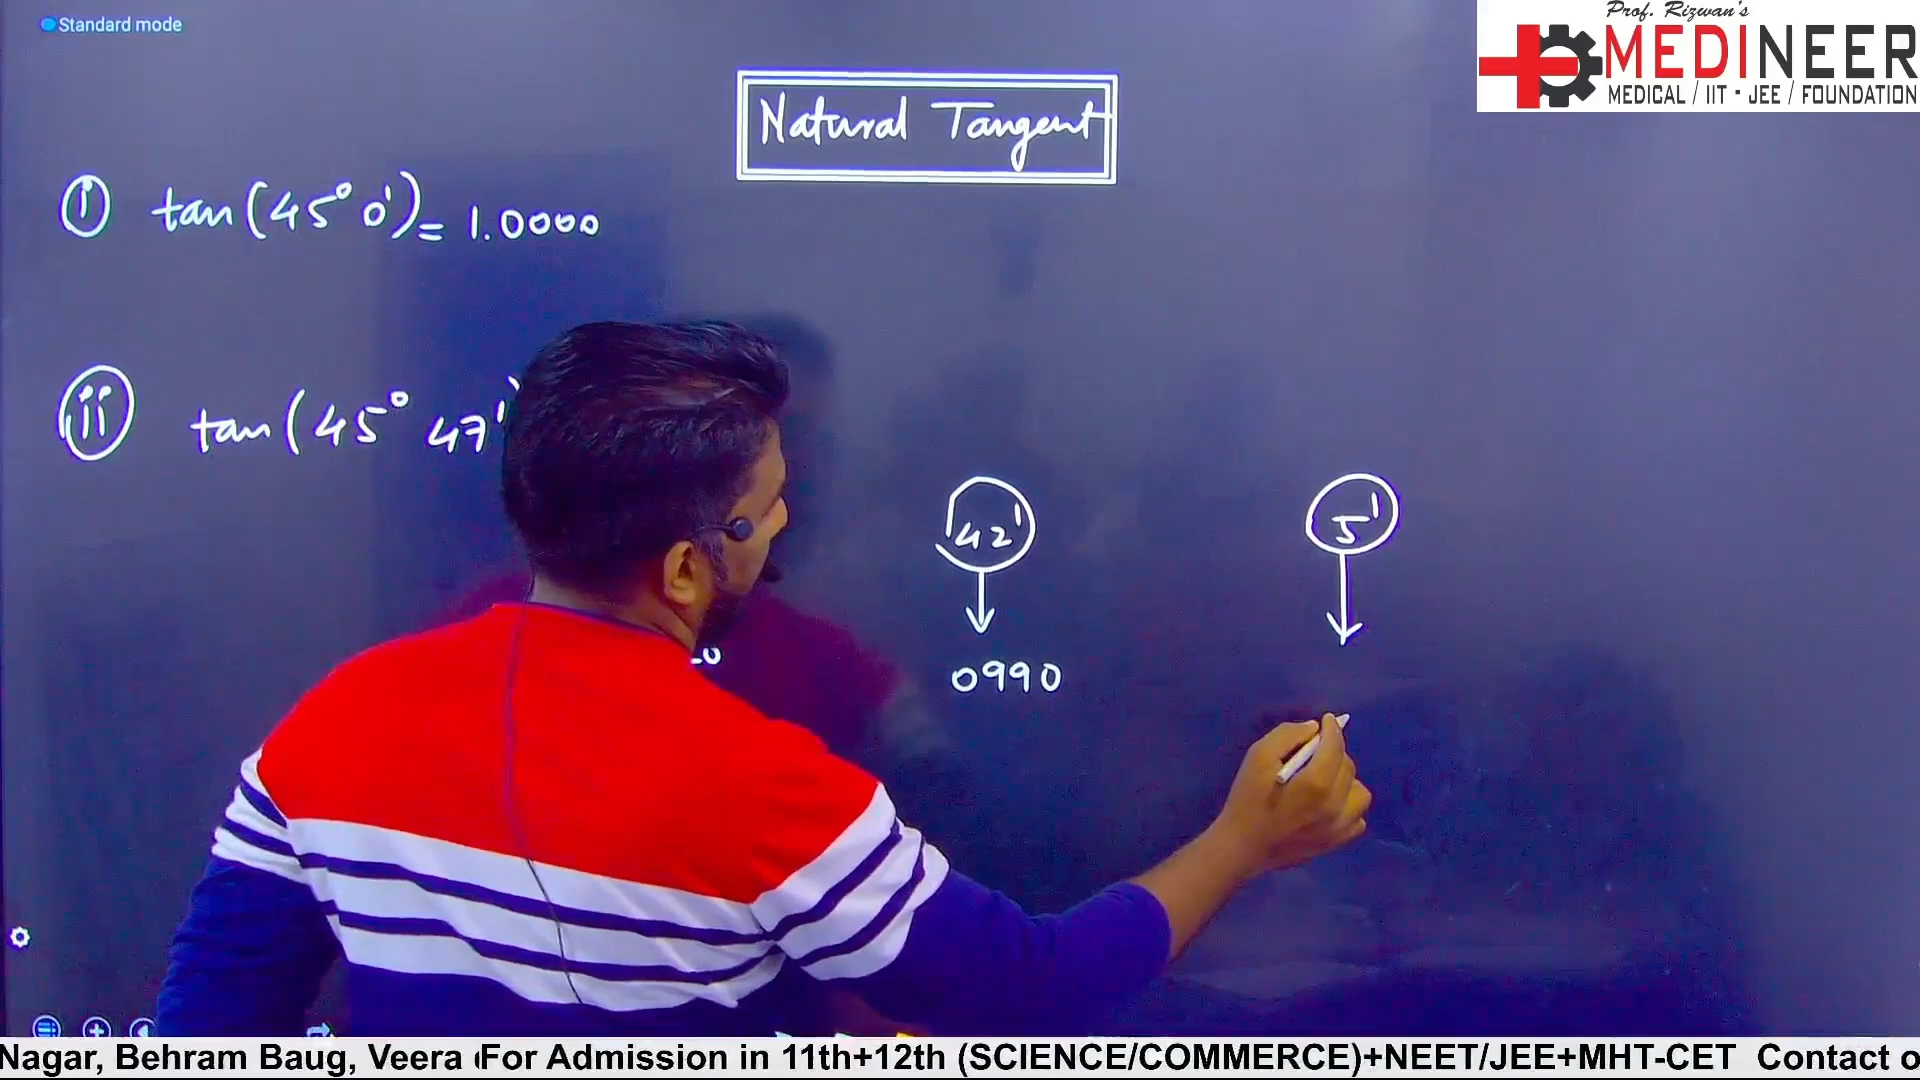 Standard mode
Prof. Rizwan's
MEDINEER
MEDICAL / IIT - JEE / FOUNDATION
Natural Tangent
i tan(45° 0')= 1.0000
ii tan(45° 47'
42' 5'
0990
Nagar, Behram Baug, Veera For Admission in 11th+12th (SCIENCE/COMMERCE)+NEET/JEE+MHT-CET Contact